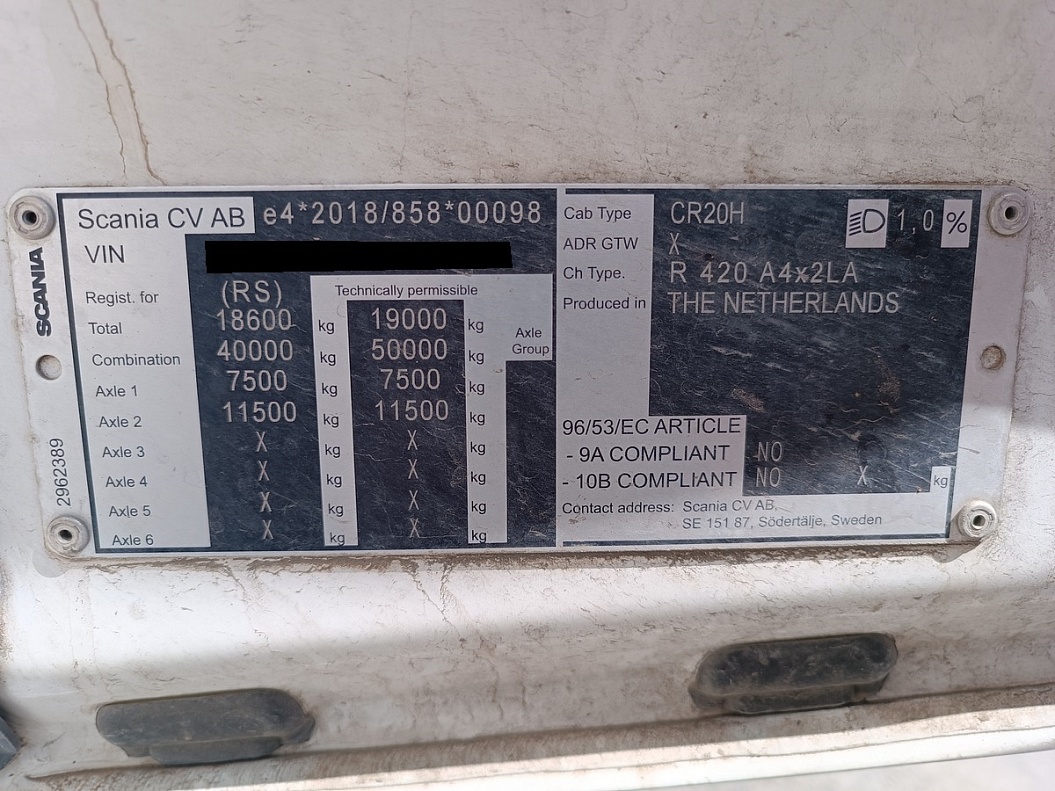 Scania CV AB e4*2018/858*00098
VIN
Regist. for (RS) Technically permissible
Total 18600 kg 19000 kg
Axle Group
Combination 40000 kg 50000 kg
Axle 1 7500 kg 7500 kg
Axle 2 11500 kg 11500 kg
Axle 3 X kg X kg
Axle 4 X kg X kg
Axle 5 X kg X kg
Axle 6 X kg X kg
SCANIA
2962389
Cab Type CR20H 1,0 %
ADR GTW X
Ch Type. R 420 A4x2LA
Produced in THE NETHERLANDS
96/53/EC ARTICLE
- 9A COMPLIANT NO
- 10B COMPLIANT NO X kg
Contact address: Scania CV AB,
SE 151 87, Södertälje, Sweden